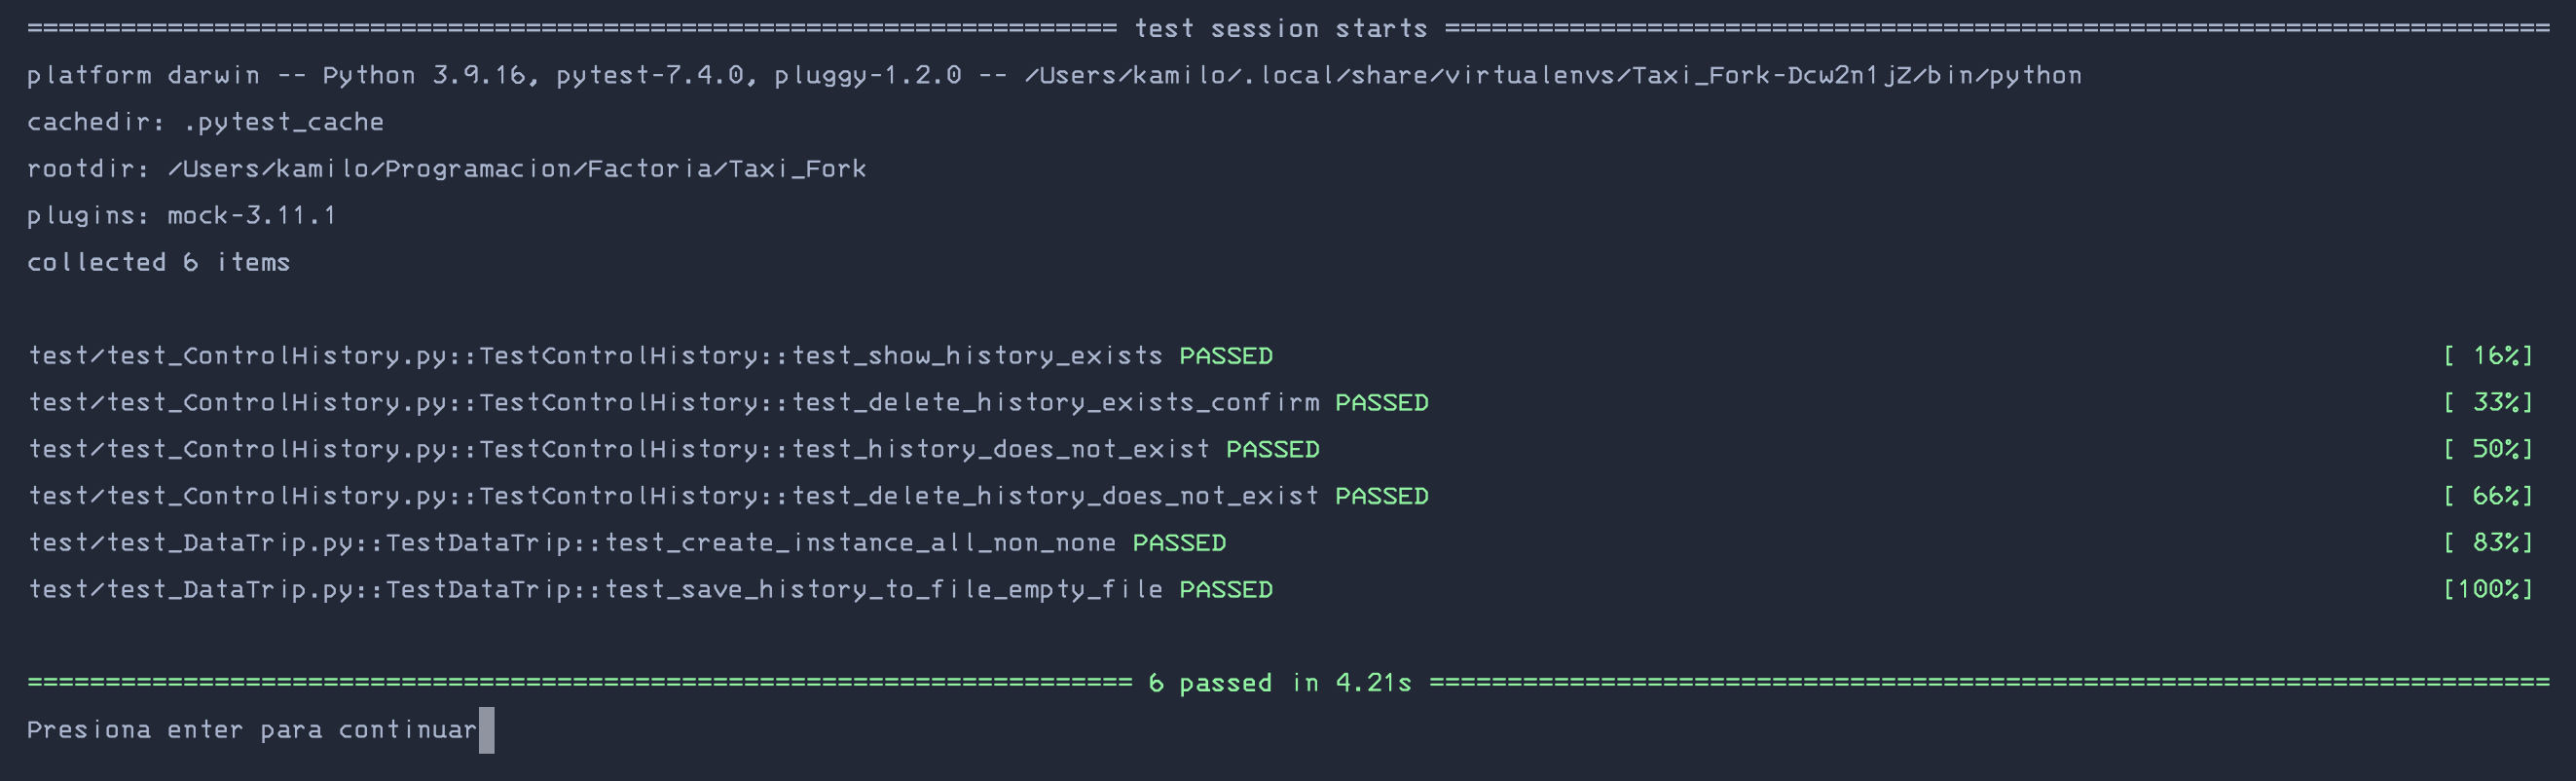 ======================================================================  test session starts =======================================================================
platform darwin -- Python 3.9.16, pytest-7.4.0, pluggy-1.2.0 -- /Users/kamilo/.local/share/virtualenvs/Taxi_Fork-Dcw2n1jZ/bin/python
cachedir: .pytest_cache
rootdir: /Users/kamilo/Programacion/Factoria/Taxi_Fork
plugins: mock-3.11.1
collected 6 items
test/test_ControlHistory.py::TestControlHistory::test_show_history_exists PASSED [ 16%]
test/test_ControlHistory.py::TestControlHistory::test_delete_history_exists_confirm PASSED [ 33%]
test/test_ControlHistory.py::TestControlHistory::test_history_does_not_exist PASSED [ 50%]
test/test_ControlHistory.py::TestControlHistory::test_delete_history_does_not_exist PASSED [ 66%]
test/test_DataTrip.py::TestDataTrip::test_create_instance_all_non_none PASSED [ 83%]
test/test_DataTrip.py::TestDataTrip::test_save_history_to_file_empty_file PASSED [100%]
======================================================================= 6 passed in 4.21s ========================================================================
Presiona enter para continuar